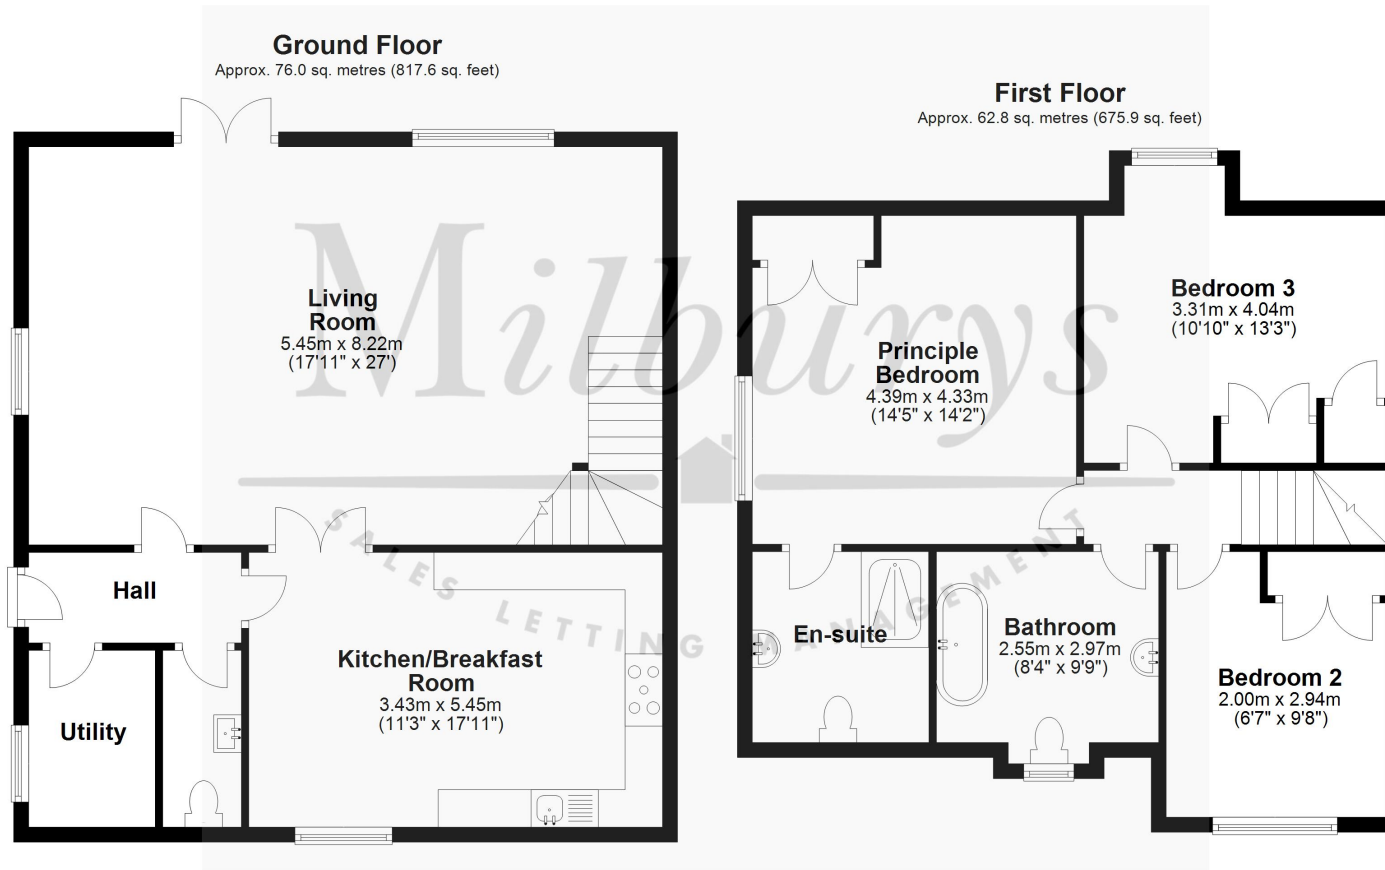 Ground Floor
Approx. 76.0 sq. metres (817.6 sq. feet)
Living
Room
5.45m x 8.22m
(17'11" x 27')
Hall
Kitchen/Breakfast
Room
3.43m x 5.45m
(11'3" x 17'11")
Utility
First Floor
Approx. 62.8 sq. metres (675.9 sq. feet)
Bedroom 3
3.31m x 4.04m
(10'10" x 13'3")
Principle
Bedroom
4.39m x 4.33m
(14'5" x 14'2")
En-suite
Bathroom
2.55m x 2.97m
(8'4" x 9'9")
Bedroom 2
2.00m x 2.94m
(6'7" x 9'8")
Milburys
SALES LETTING MANAGEMENT